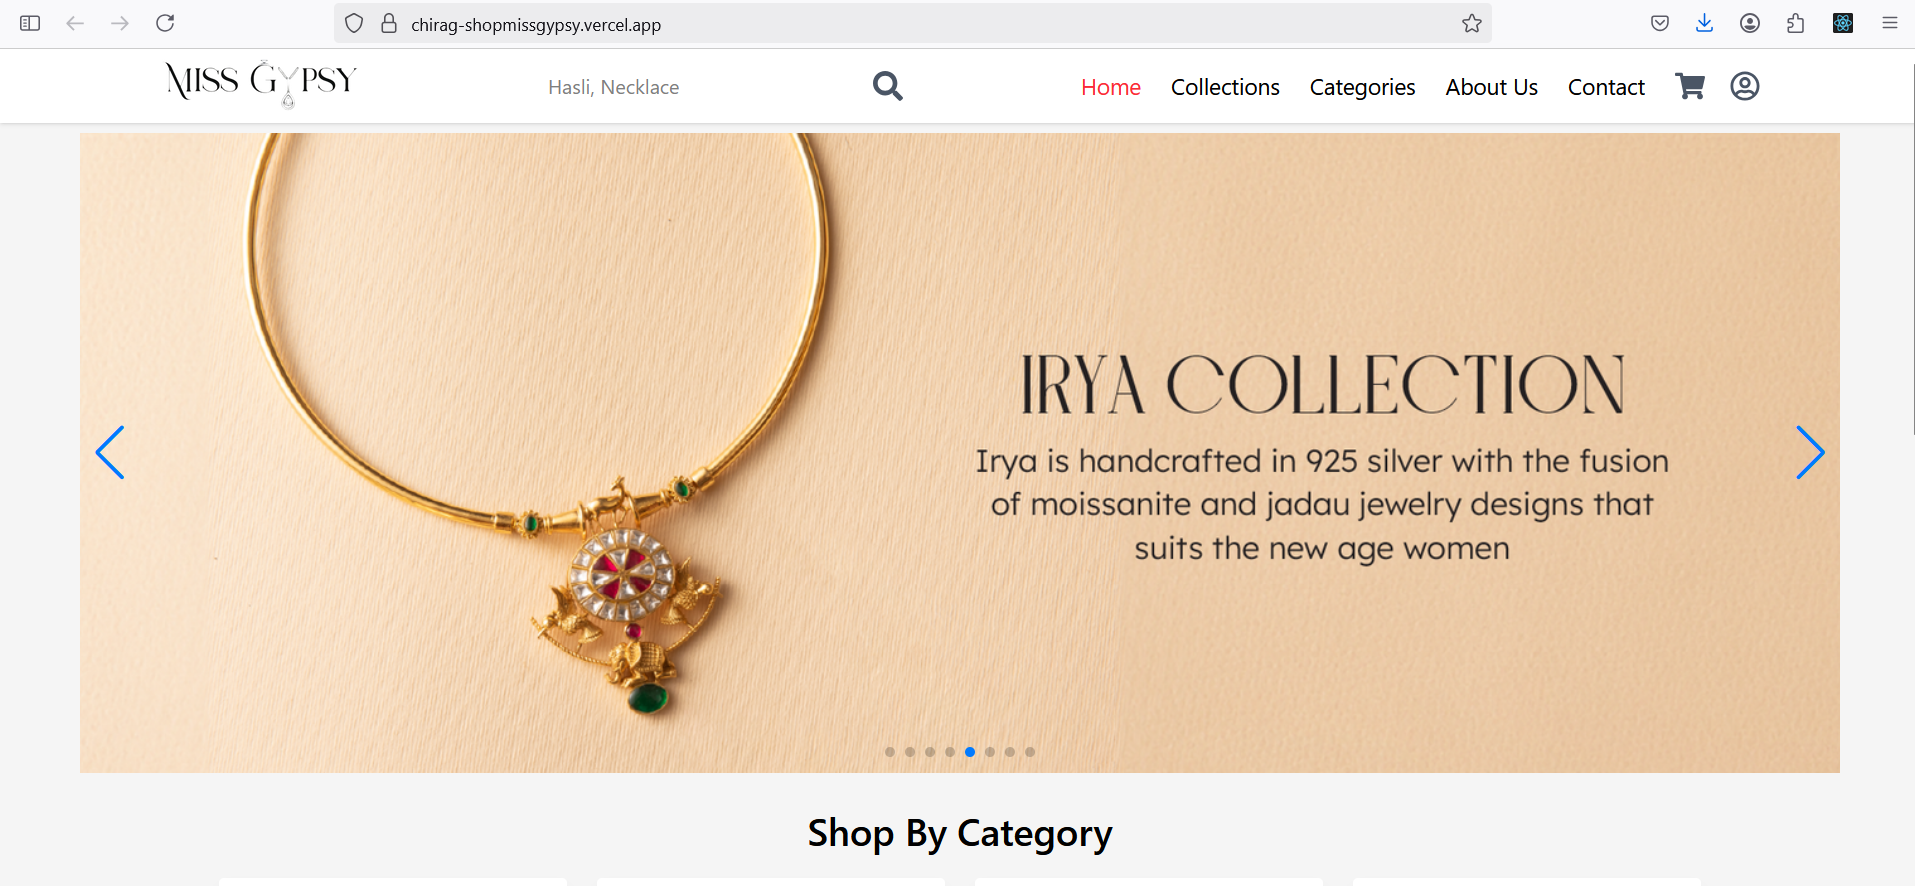 chirag-shopmissgypsy.vercel.app
MISS GYPSY
Hasli, Necklace
Home
Collections
Categories
About Us
Contact
IRYA COLLECTION
Irya is handcrafted in 925 silver with the fusion
of moissanite and jadau jewelry designs that
suits the new age women
Shop By Category